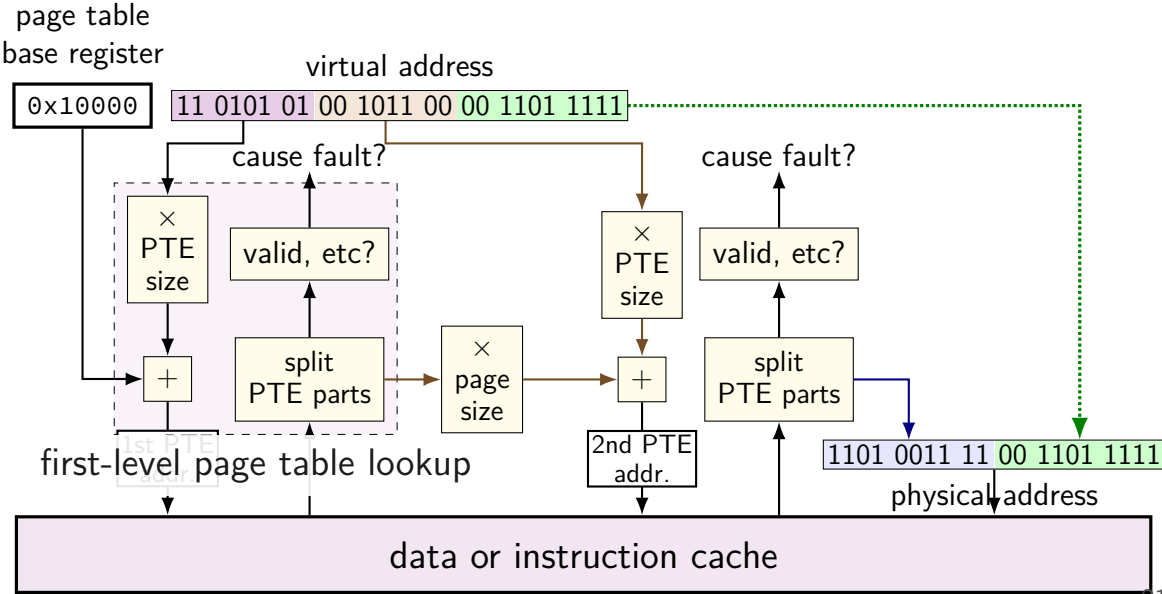 page table
base register
virtual address
0x10000
11 0101 01 00 1011 00 00 1101 1111
cause fault?
cause fault?
×
PTE
size
valid, etc?
×
PTE
size
valid, etc?
split
PTE parts
×
page
size
split
PTE parts
+
+
1st PTE
addr.
2nd PTE
addr.
first-level page table lookup
1101 0011 11 00 1101 1111
physical address
data or instruction cache